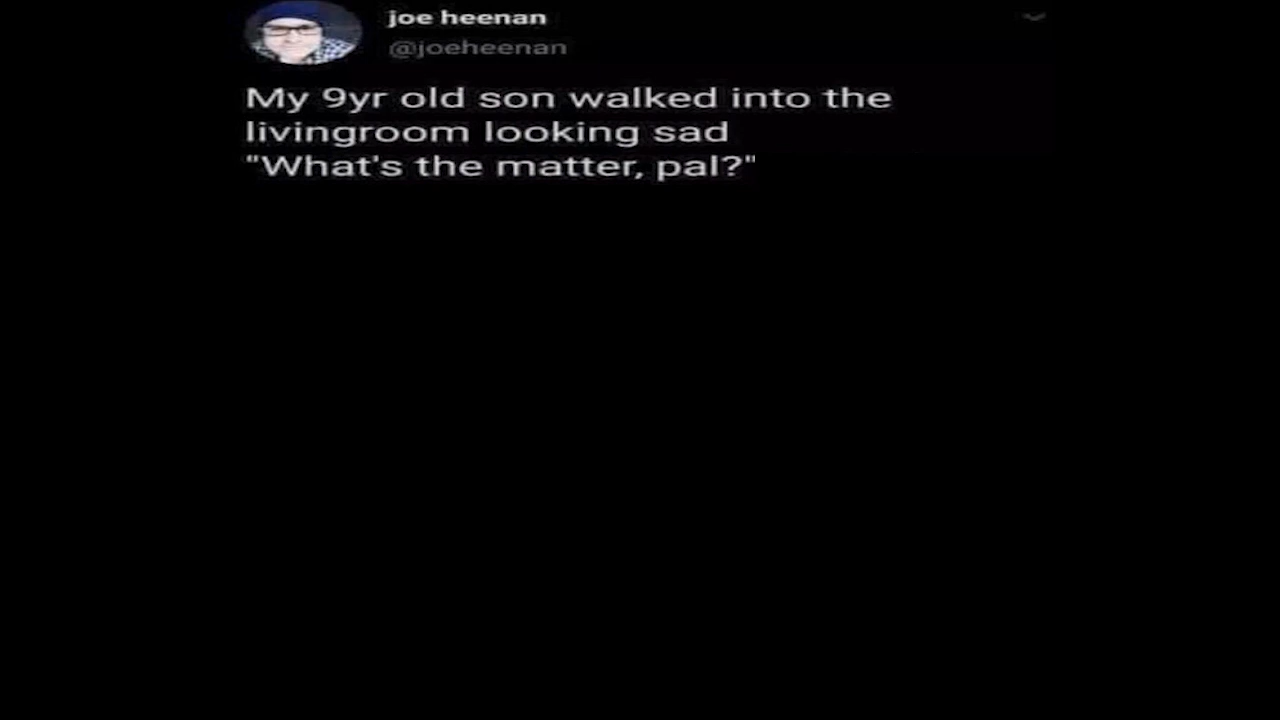 joe heenan
@joeheenan
My 9yr old son walked into the
livingroom looking sad
"What's the matter, pal?"